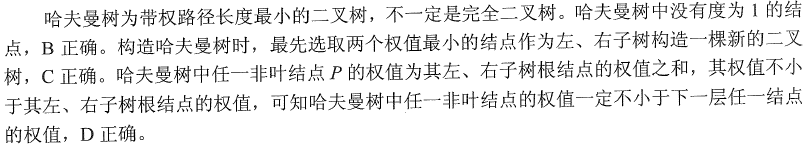 哈夫曼树为带权路径长度最小的二叉树，不一定是完全二叉树。哈夫曼树中没有度为 1 的结
点，B 正确。构造哈夫曼树时，最先选取两个权值最小的结点作为左、右子树构造一棵新的二叉
树，C 正确。哈夫曼树中任一非叶结点 P 的权值为其左、右子树根结点的权值之和，其权值不小
于其左、右子树根结点的权值，可知哈夫曼树中任一非叶结点的权值一定不小于下一层任一结点
的权值，D 正确。